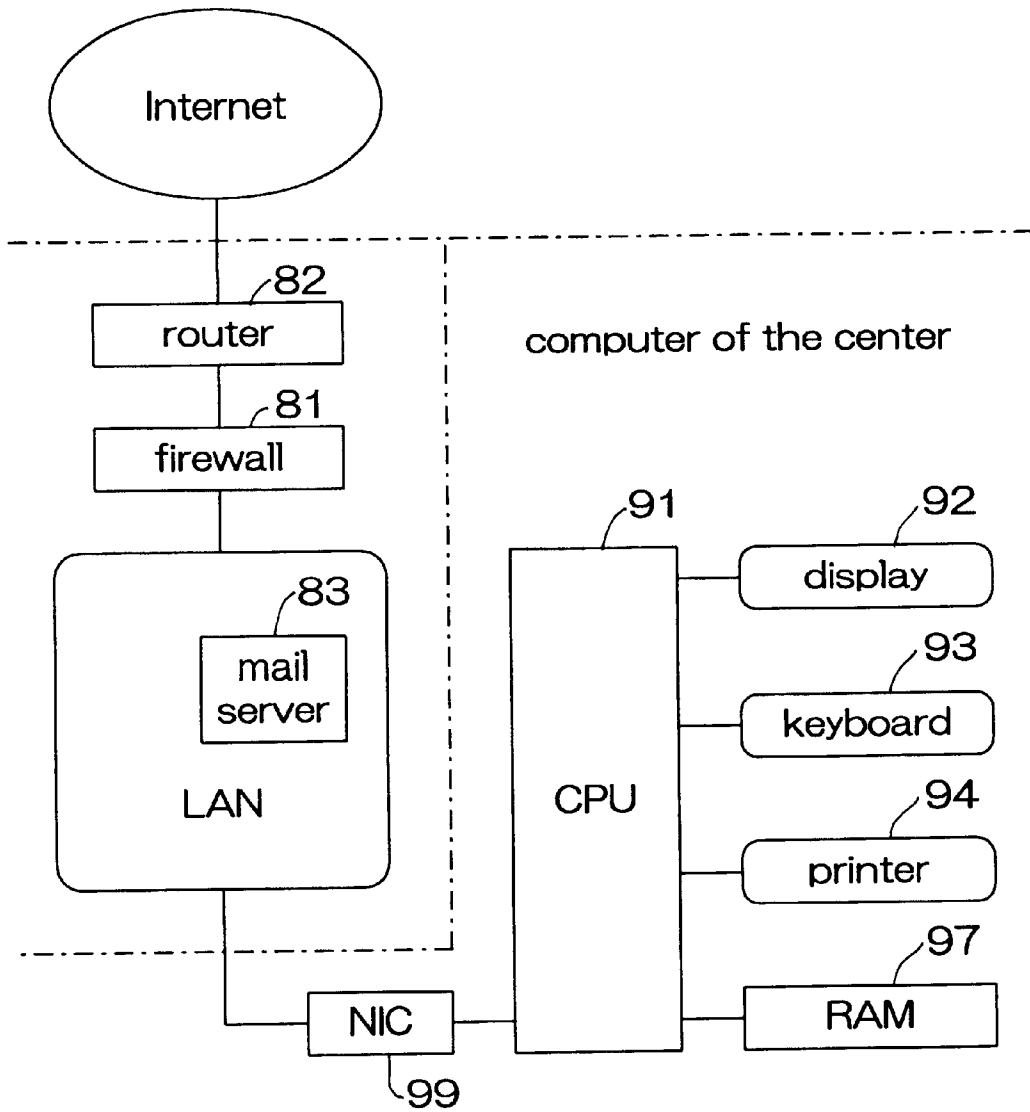 Internet
82
router
computer of the center
81
firewall
91
92
display
83
mail
server
93
keyboard
LAN
CPU
94
printer
97
NIC
RAM
99